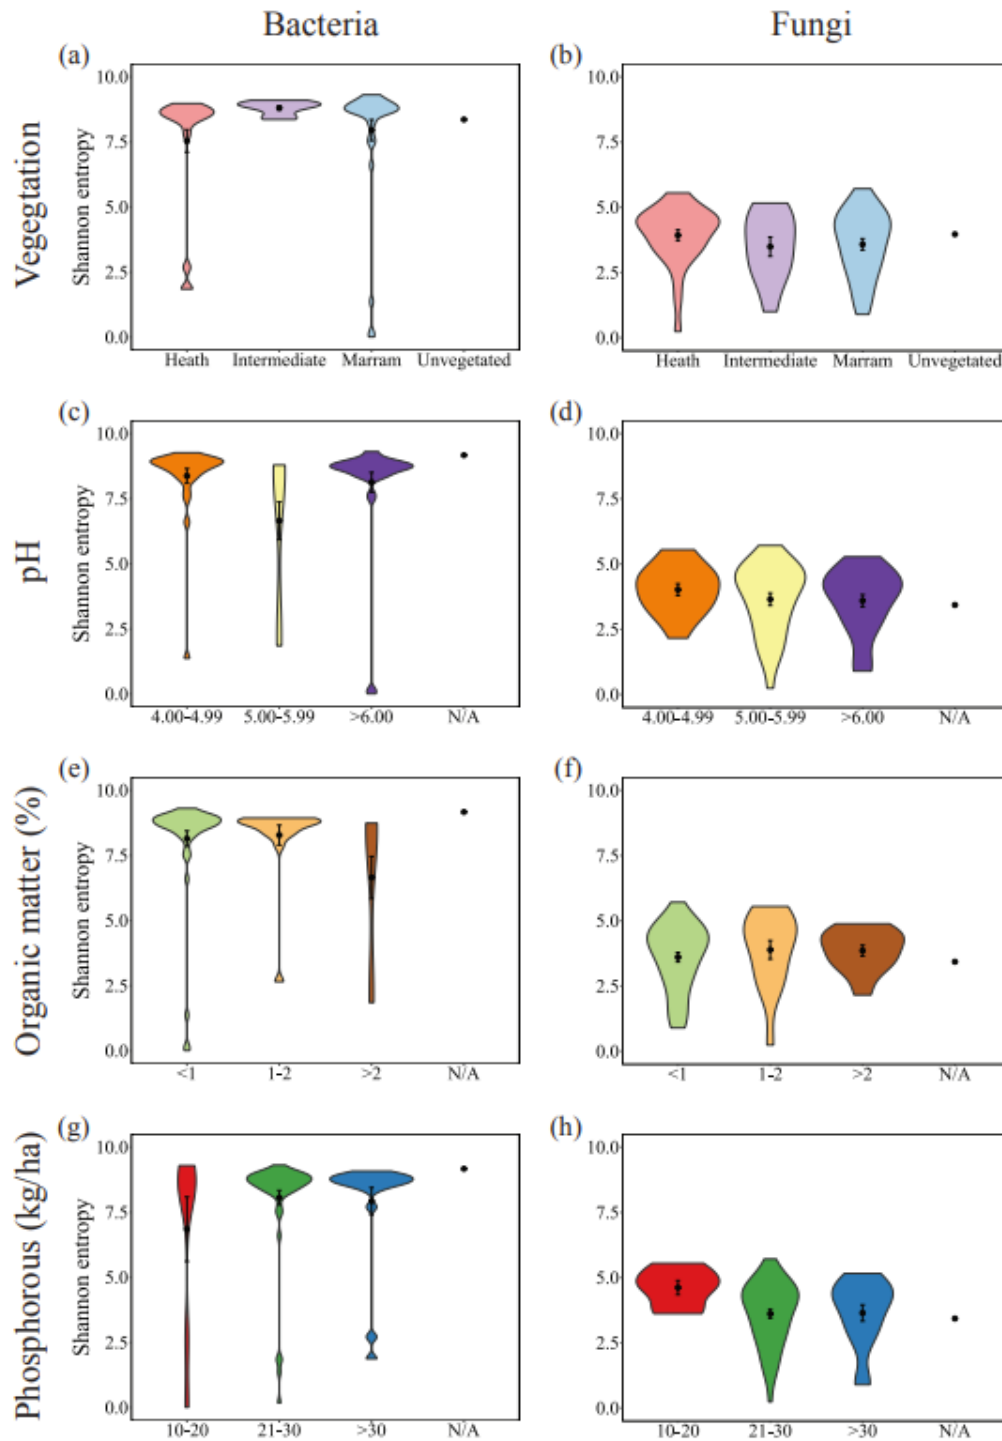 Bacteria Fungi
(a) (b)
Vegegtation
Shannon entropy
10.0
7.5
5.0
2.5
0.0
Heath Intermediate Marram Unvegetated
10.0
7.5
5.0
2.5
0.0
Heath Intermediate Marram Unvegetated
(c) (d)
pH
Shannon entropy
10.0
7.5
5.0
2.5
0.0
4.00-4.99 5.00-5.99 >6.00 N/A
10.0
7.5
5.0
2.5
0.0
4.00-4.99 5.00-5.99 >6.00 N/A
(e) (f)
Organic matter (%)
Shannon entropy
10.0
7.5
5.0
2.5
0.0
<1 1-2 >2 N/A
10.0
7.5
5.0
2.5
0.0
<1 1-2 >2 N/A
(g) (h)
Phosphorous (kg/ha)
Shannon entropy
10.0
7.5
5.0
2.5
0.0
10-20 21-30 >30 N/A
10.0
7.5
5.0
2.5
0.0
10-20 21-30 >30 N/A